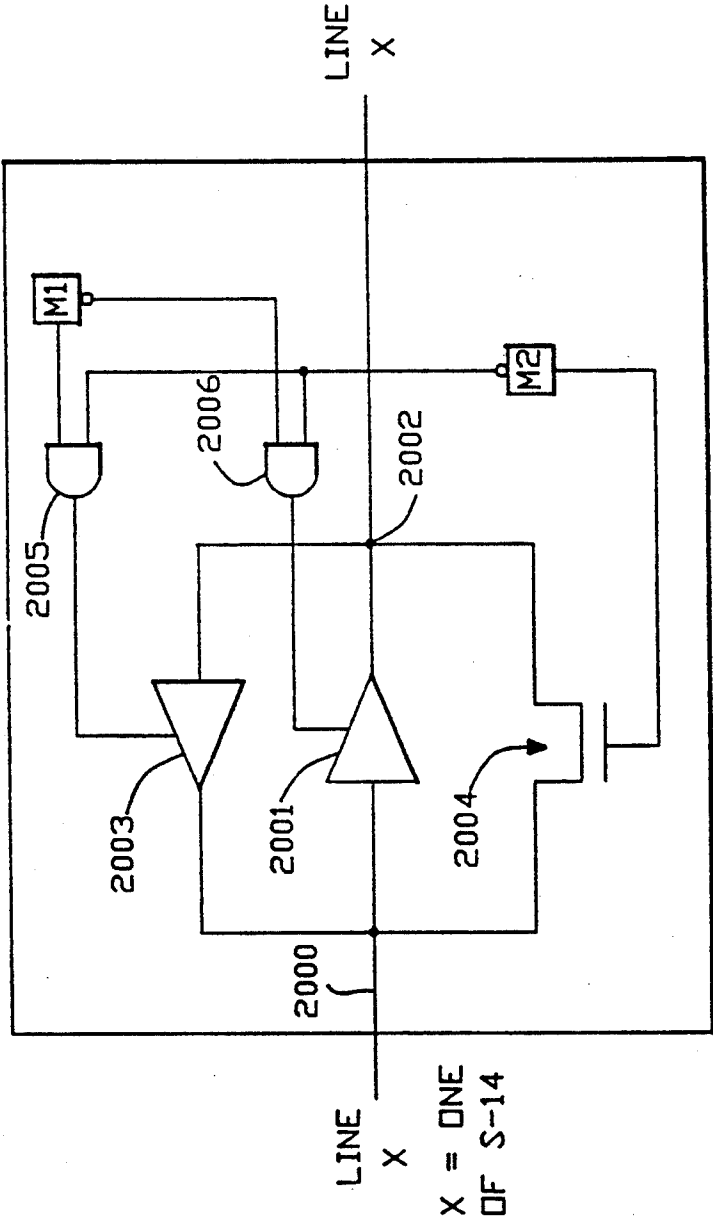 M1
2005
2003
2006
2001
2000
LINE
X
LINE
X
2002
X = ONE
OF S-14
2004
M2